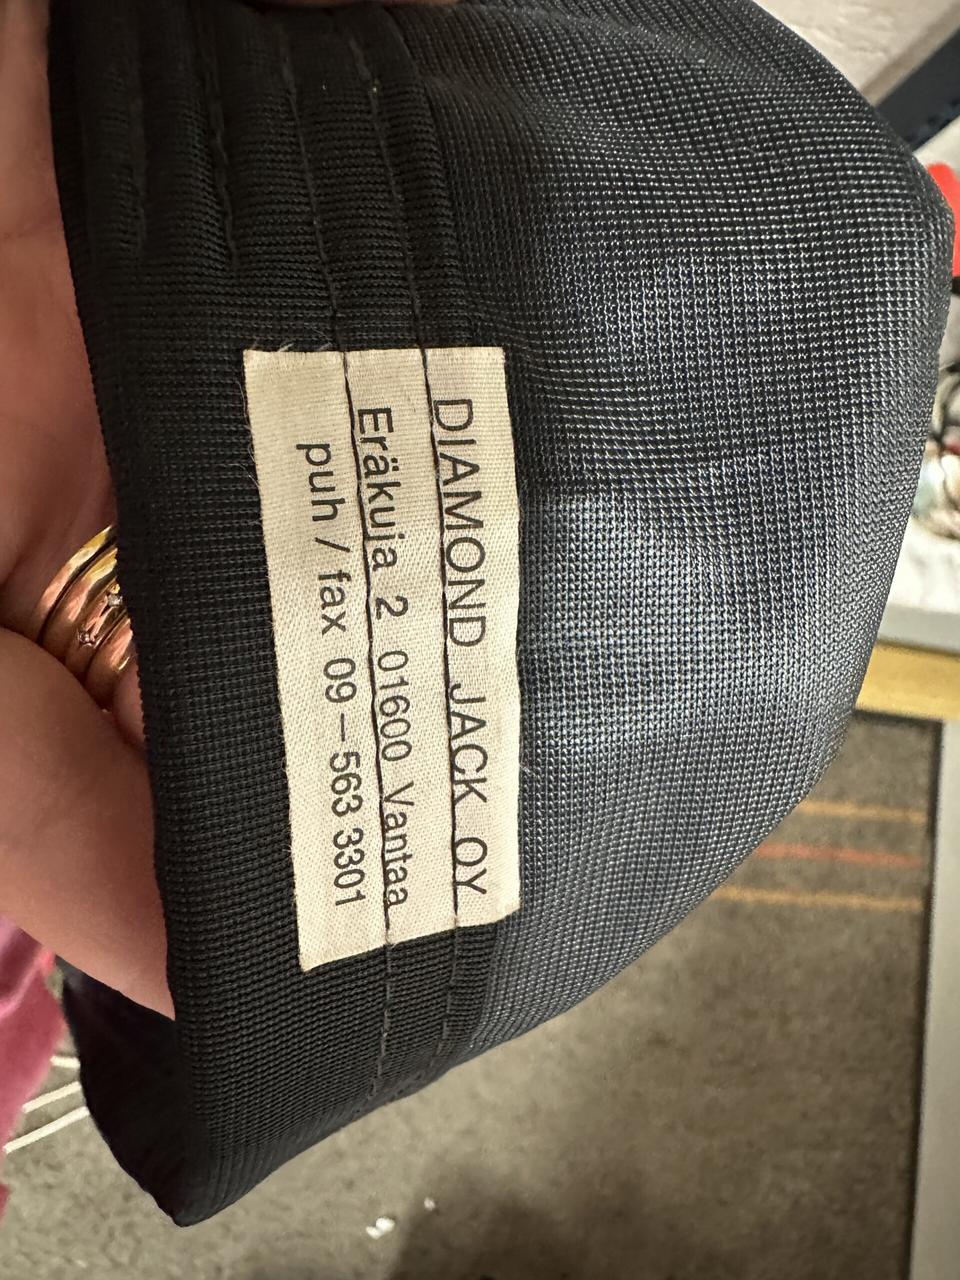 DIAMOND JACK OY
Eräkuja 2 01600 Vantaa
puh / fax 09-563 3301